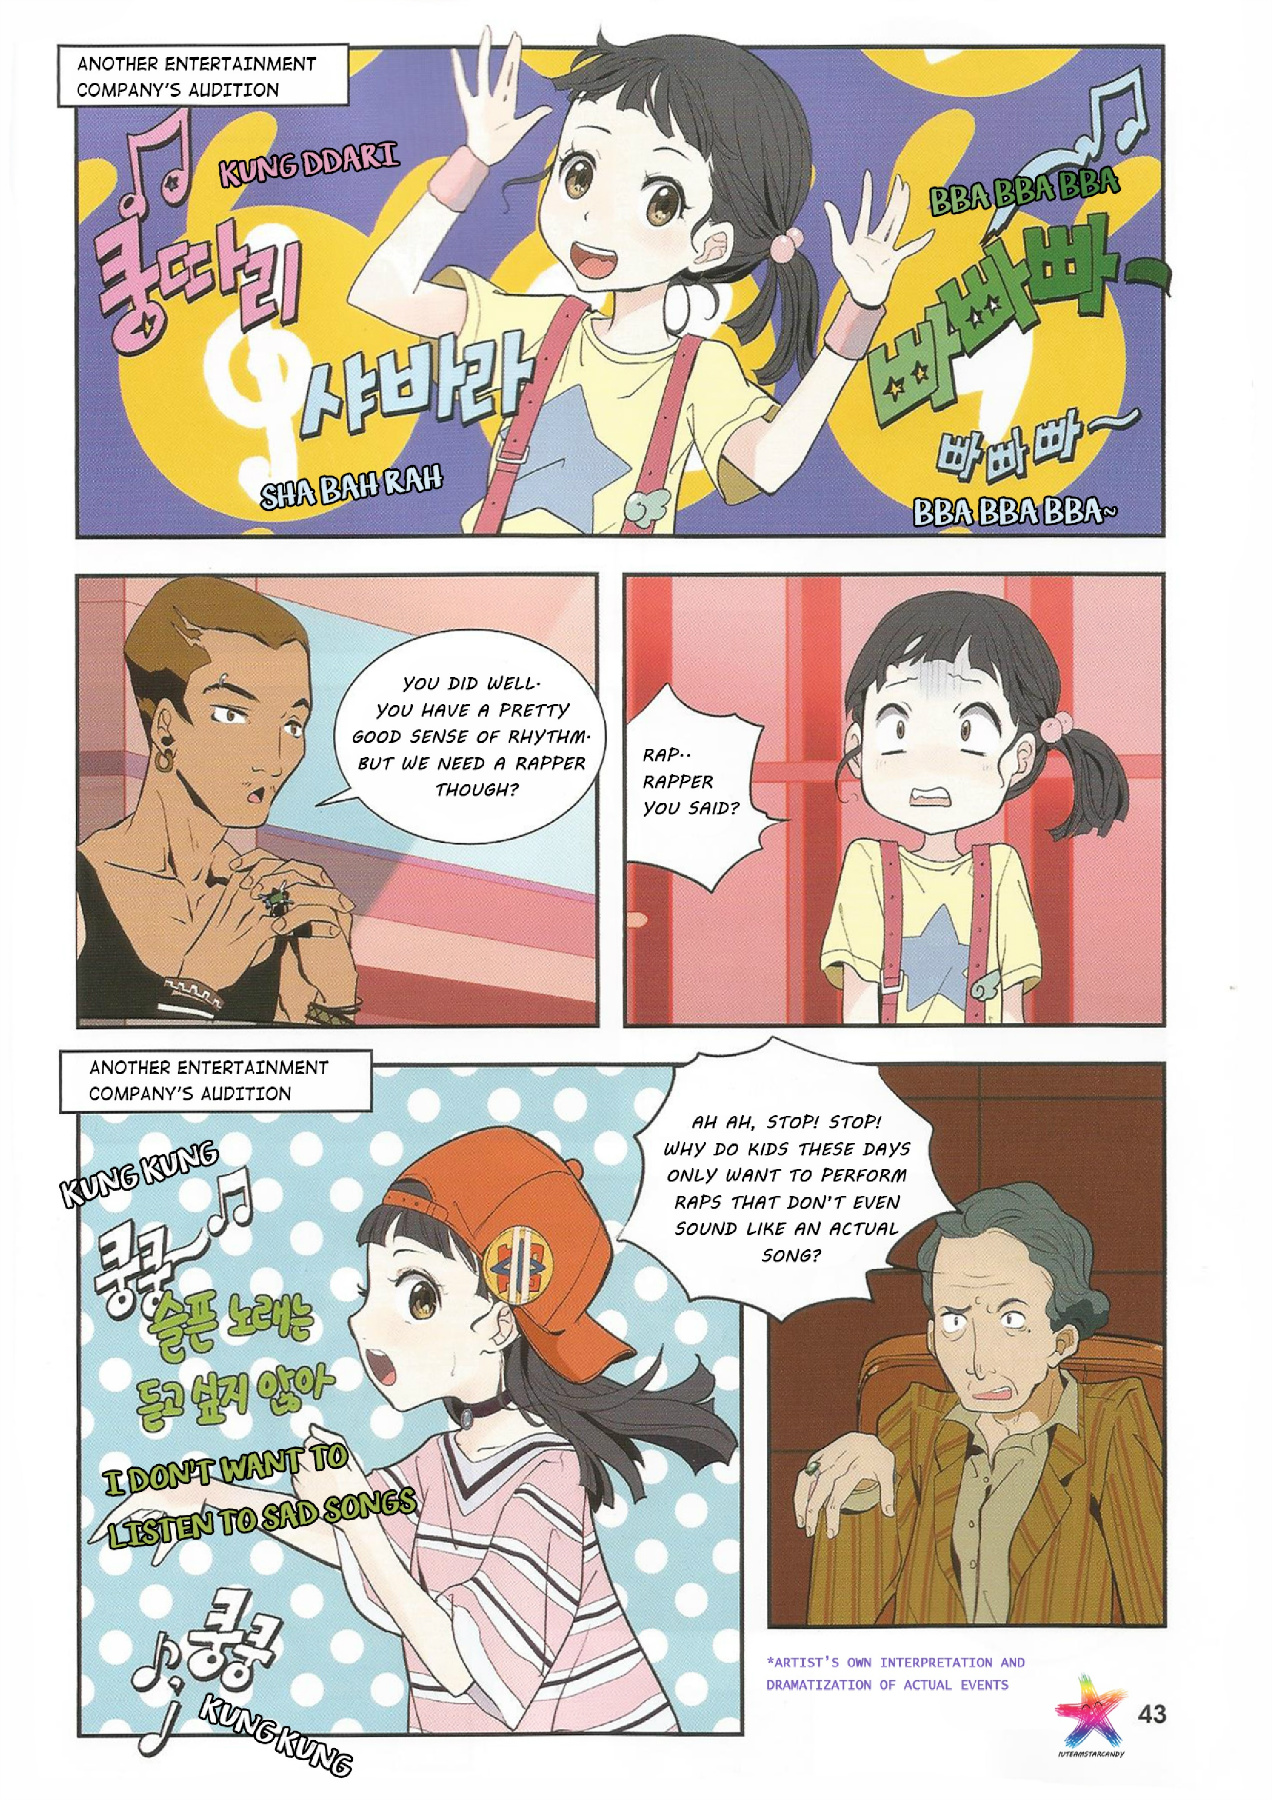 ANOTHER ENTERTAINMENT
COMPANY'S AUDITION
KUNG DDARI
쿵따리
샤바라
SHA BAH RAH
BBA BBA BBA
빠빠빠~
빠빠빠~
BBA BBA BBA~
YOU DID WELL.
YOU HAVE A PRETTY
GOOD SENSE OF RHYTHM.
BUT WE NEED A RAPPER
THOUGH?
RAP..
RAPPER
YOU SAID?
ANOTHER ENTERTAINMENT
COMPANY'S AUDITION
KUNG KUNG
쿵쿵~
슬픈 노래는
듣고 싶지 않아
I DON'T WANT TO
LISTEN TO SAD SONGS
쿵쿵
KUNG KUNG
AH AH, STOP! STOP!
WHY DO KIDS THESE DAYS
ONLY WANT TO PERFORM
RAPS THAT DON'T EVEN
SOUND LIKE AN ACTUAL
SONG?
*ARTIST'S OWN INTERPRETATION AND
DRAMATIZATION OF ACTUAL EVENTS
IUTEAMSTARCANDY
43